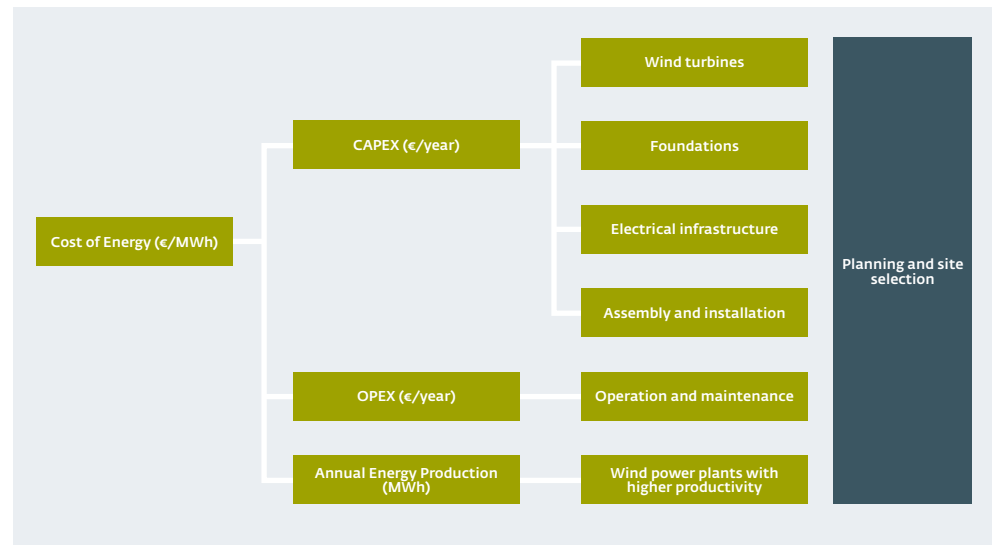 Cost of Energy (€/MWh)
CAPEX (€/year)
OPEX (€/year)
Annual Energy Production
(MWh)
Wind turbines
Foundations
Electrical infrastructure
Assembly and installation
Operation and maintenance
Wind power plants with
higher productivity
Planning and site
selection